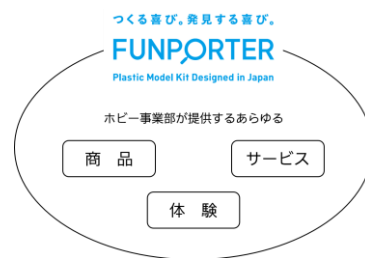 つくる喜び。発見する喜び。
FUNPORTER
Plastic Model Kit Designed in Japan
ホビー事業部が提供するあらゆる
商品
サービス
体験